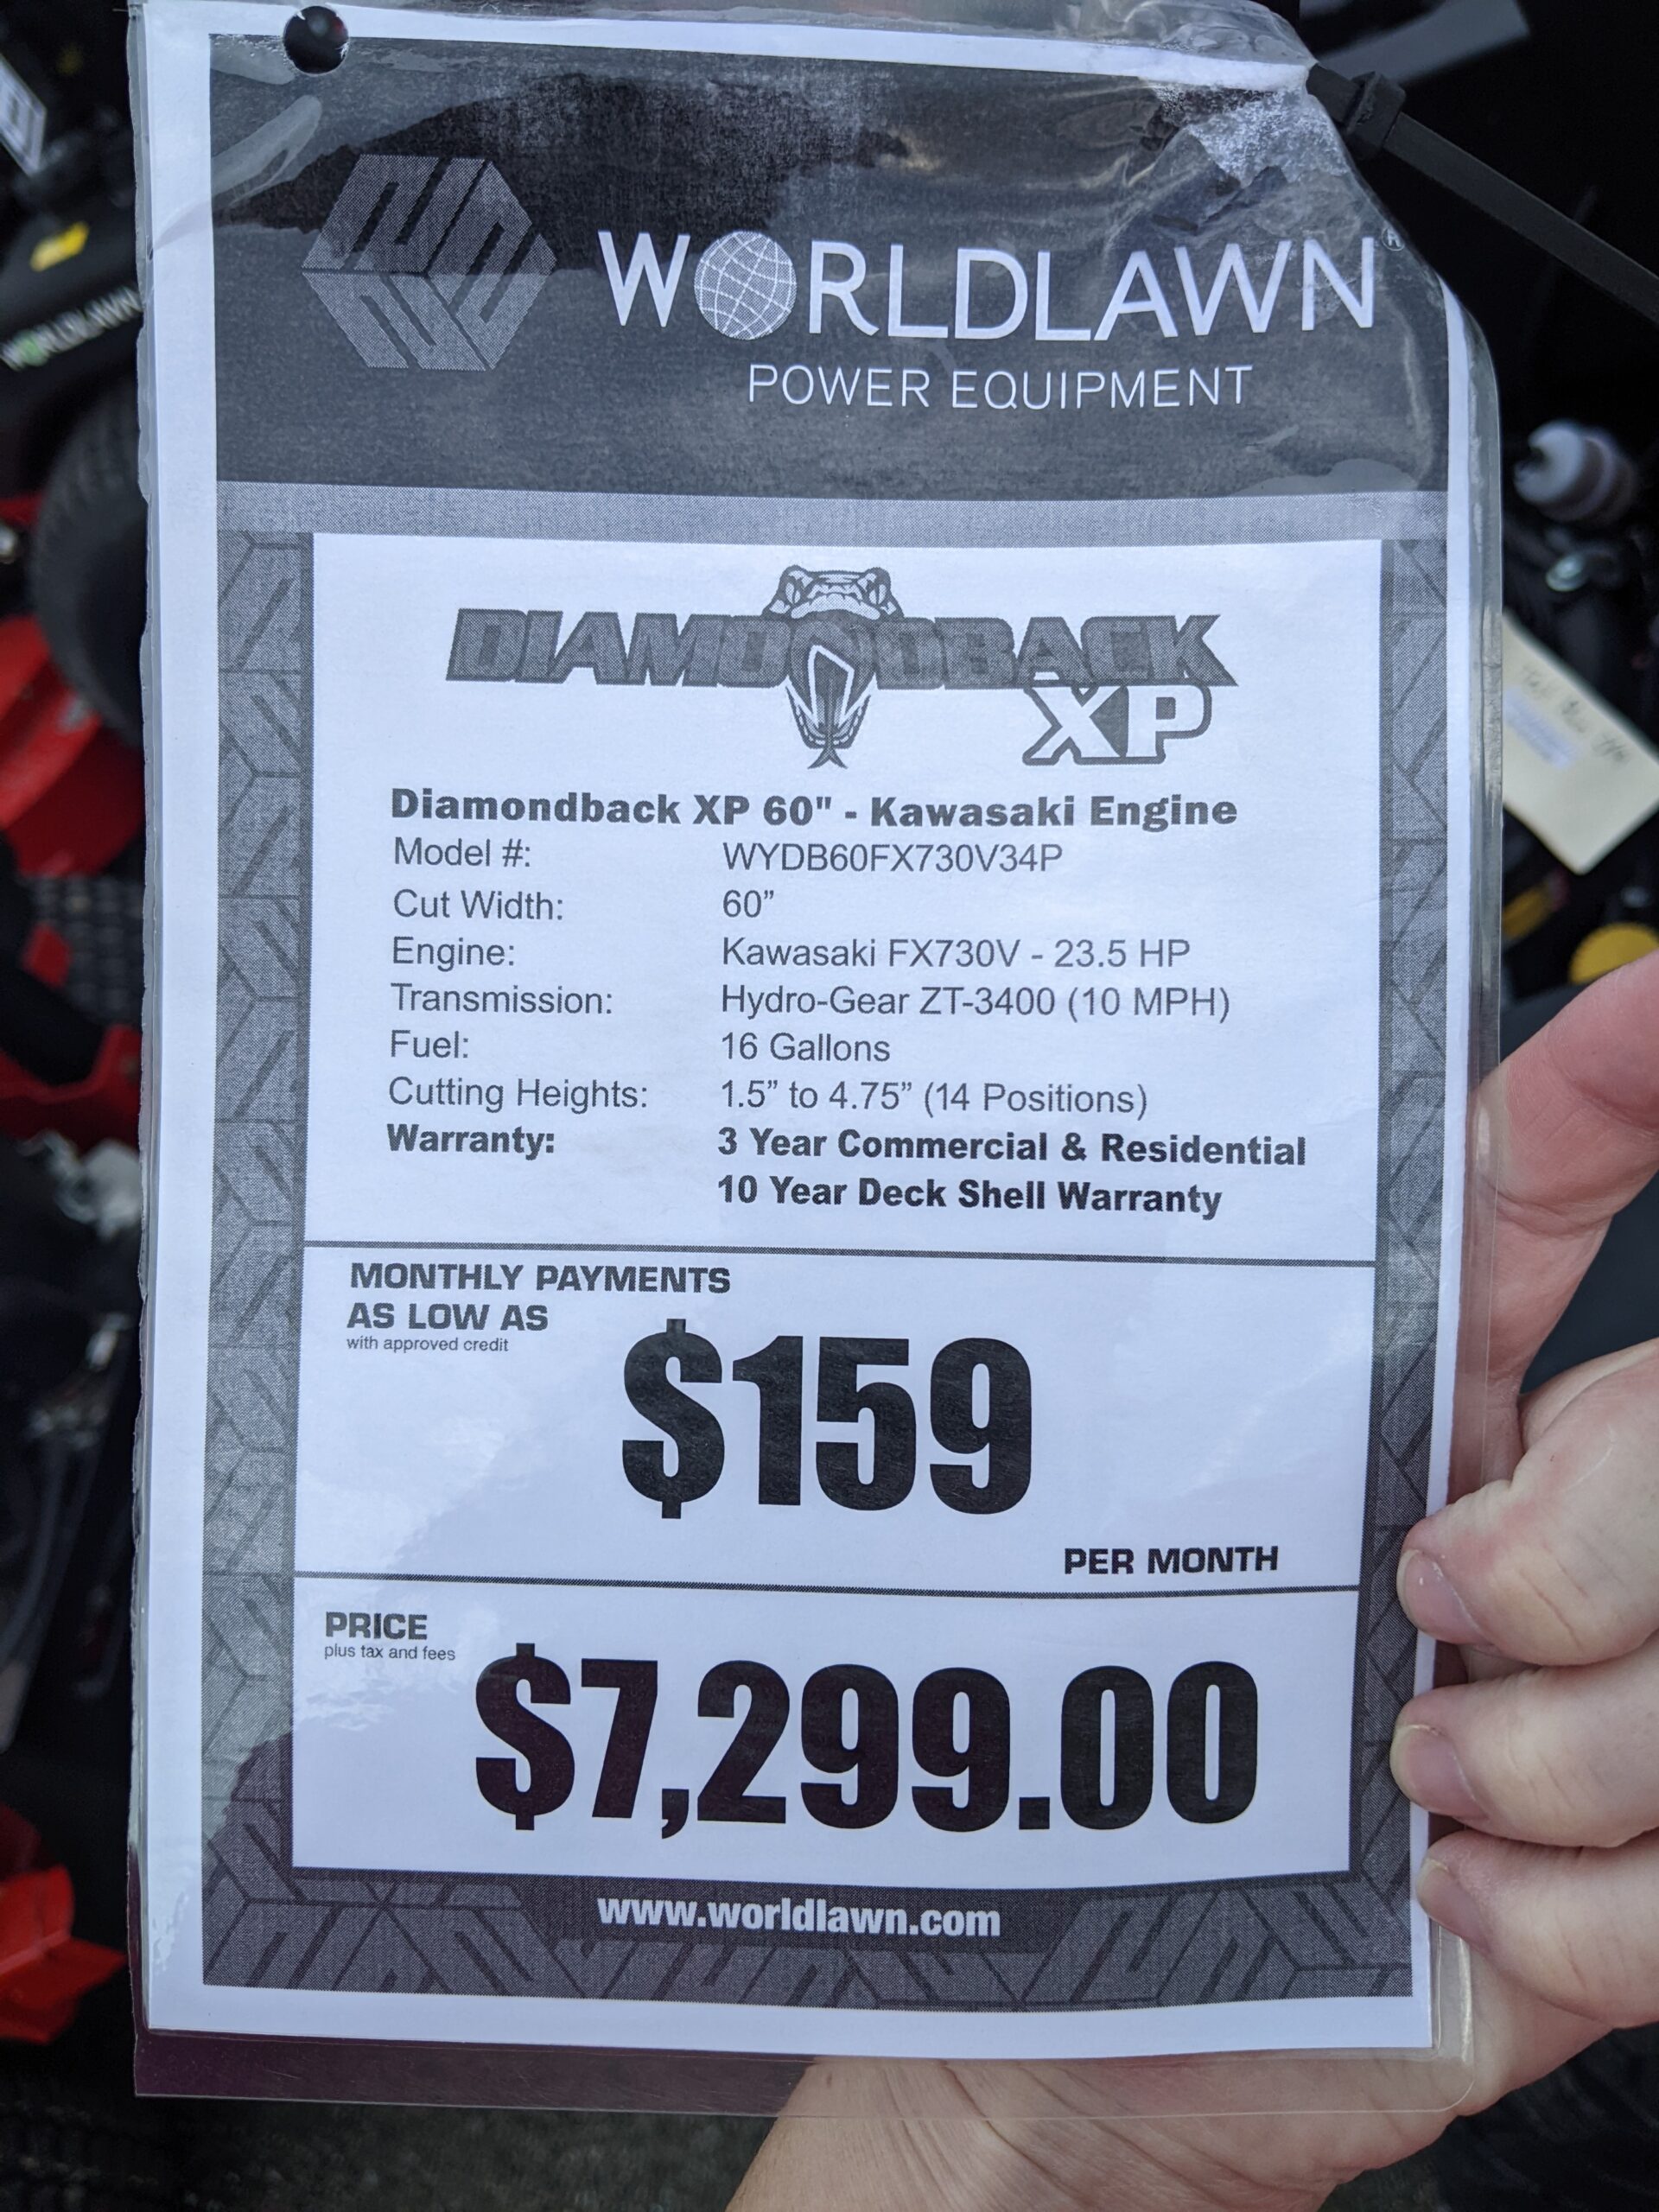 WORLDLAWN®
POWER EQUIPMENT
WORLDLAWN
DIAMONDBACK
XP
Diamondback XP 60" - Kawasaki Engine
Model #: WYDB60FX730V34P
Cut Width: 60”
Engine: Kawasaki FX730V - 23.5 HP
Transmission: Hydro-Gear ZT-3400 (10 MPH)
Fuel: 16 Gallons
Cutting Heights: 1.5” to 4.75” (14 Positions)
Warranty: 3 Year Commercial & Residential
10 Year Deck Shell Warranty
MONTHLY PAYMENTS
AS LOW AS
with approved credit
$159
PER MONTH
PRICE
plus tax and fees
$7,299.00
www.worldlawn.com